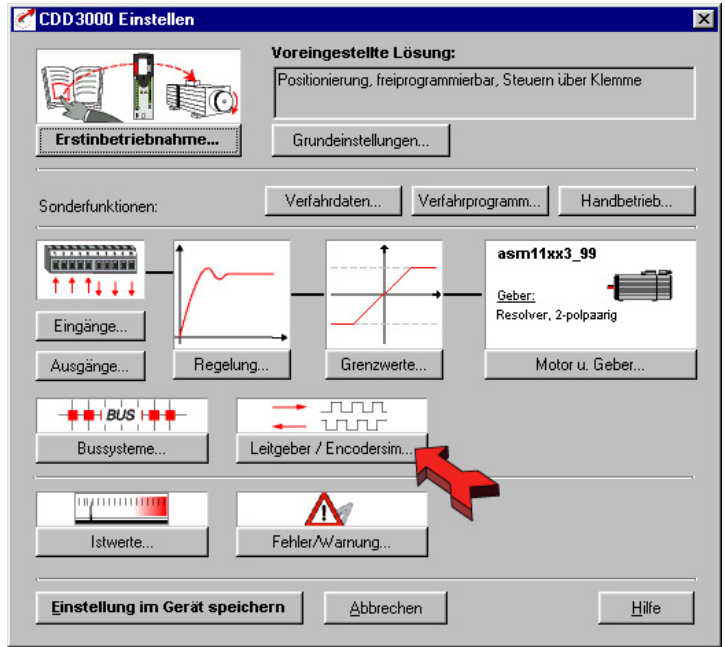 CDD3000 Einstellen
Voreingestellte Lösung:
Positionierung, freiprogrammierbar, Steuern über Klemme
Erstinbetriebnahme...
Grundeinstellungen...
Sonderfunktionen:
Verfahrdaten...
Verfahrprogramm...
Handbetrieb...
asm11xx3_99
Geber:
Resolver, 2-polpaarig
Eingänge...
Ausgänge...
Regelung...
Grenzwerte...
Motor u. Geber...
BUS
Bussysteme...
Leitgeber / Encodersim...
Istwerte...
Fehler/Warnung...
Einstellung im Gerät speichern
Abbrechen
Hilfe